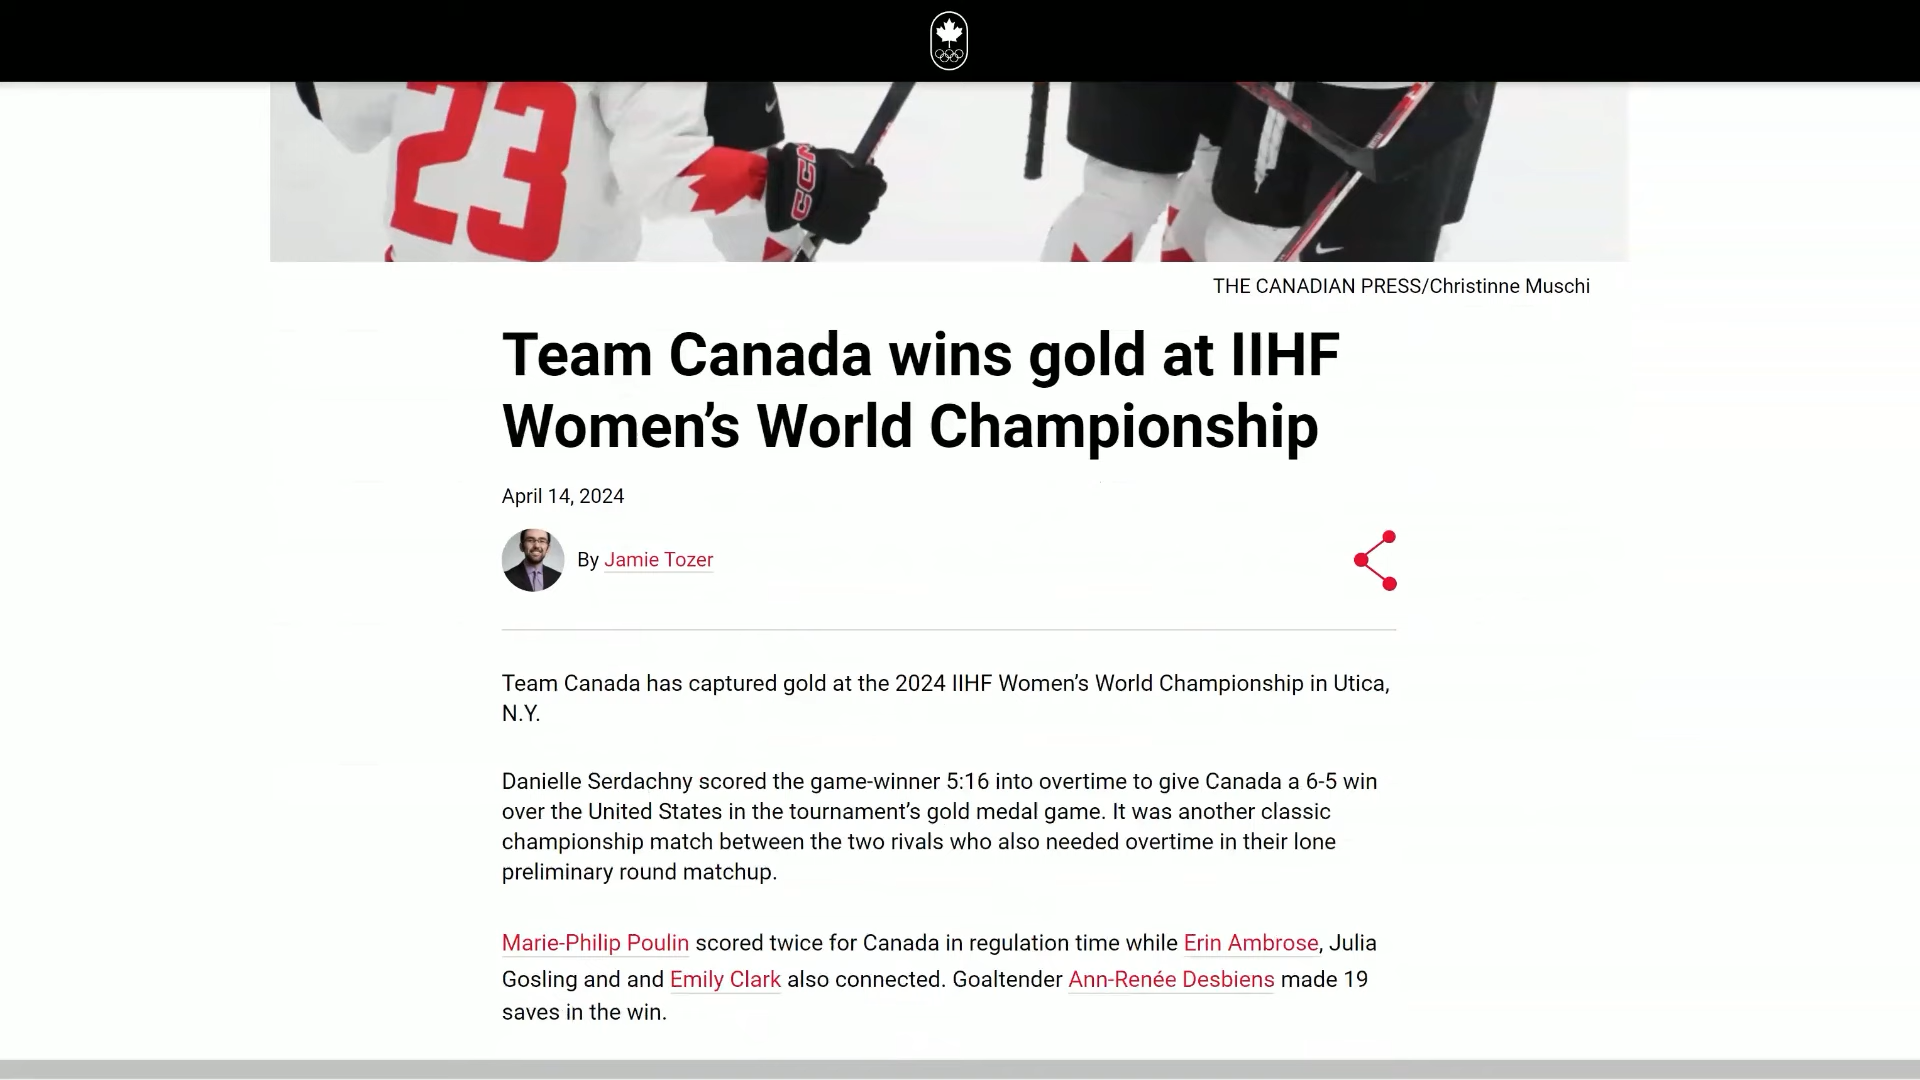 23
CCM
THE CANADIAN PRESS/Christinne Muschi
Team Canada wins gold at IIHF
Women’s World Championship
April 14, 2024
By Jamie Tozer
Team Canada has captured gold at the 2024 IIHF Women’s World Championship in Utica,
N.Y.
Danielle Serdachny scored the game-winner 5:16 into overtime to give Canada a 6-5 win
over the United States in the tournament’s gold medal game. It was another classic
championship match between the two rivals who also needed overtime in their lone
preliminary round matchup.
Marie-Philip Poulin scored twice for Canada in regulation time while Erin Ambrose, Julia
Gosling and and Emily Clark also connected. Goaltender Ann-Renée Desbiens made 19
saves in the win.